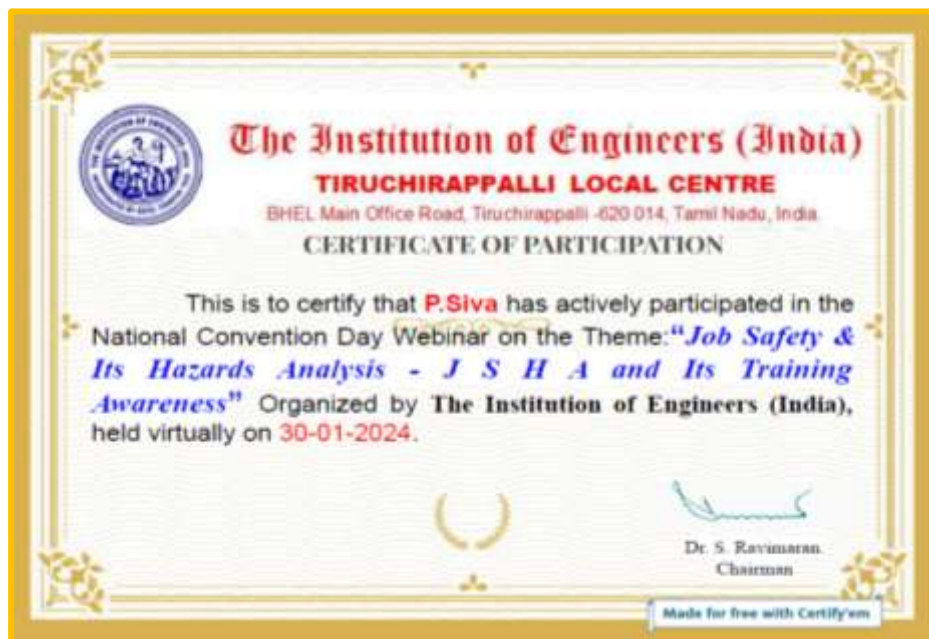 The Institution of Engineers (India)
TIRUCHIRAPPALLI LOCAL CENTRE
BHEL Main Office Road, Tiruchirappalli -620 014, Tamil Nadu, India
CERTIFICATE OF PARTICIPATION
This is to certify that P.Siva has actively participated in the
National Convention Day Webinar on the Theme:“Job Safety &
Its Hazards Analysis - J S H A and Its Training
Awareness” Organized by The Institution of Engineers (India),
held virtually on 30-01-2024.
Dr. S. Ravimaran
Chairman
Made for free with Certify'em